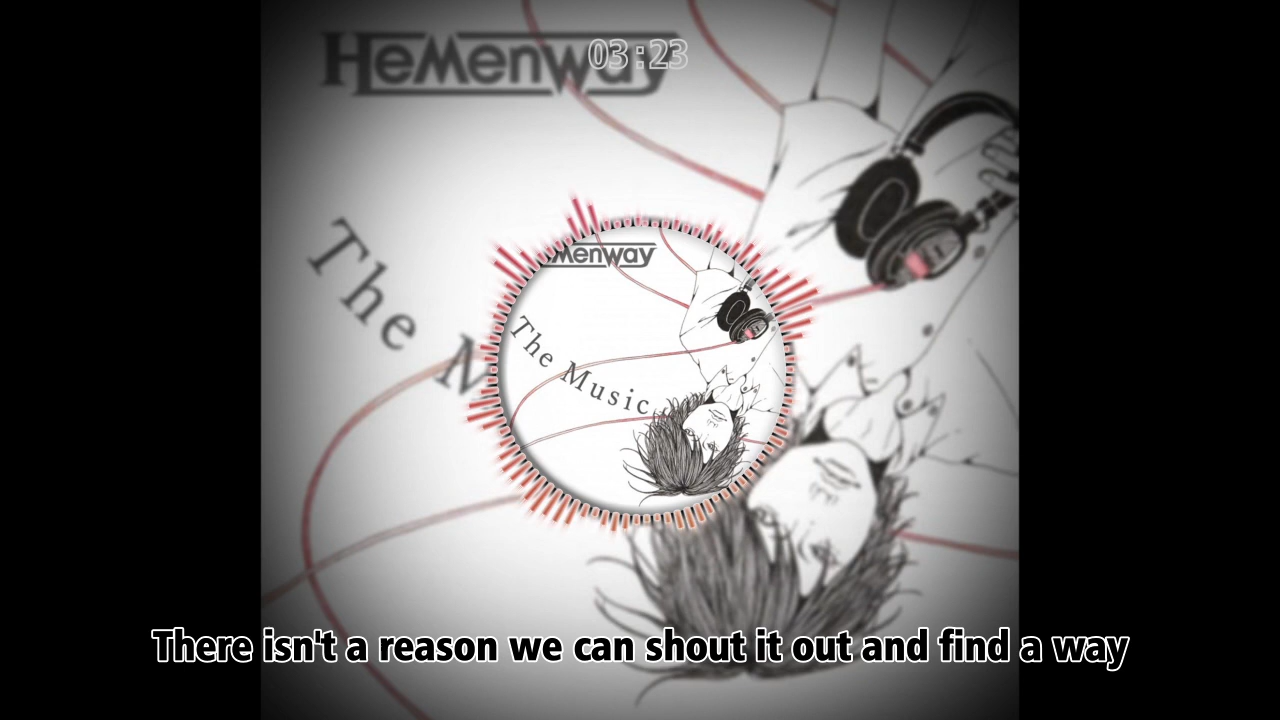 HeMenway
03:23
The M
Menway
The Music
There isn't a reason we can shout it out and find a way